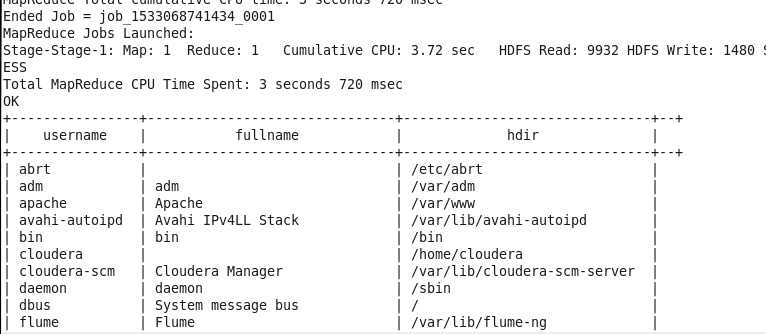 MapReduce Total cumulative CPU time: 3 seconds 720 msec
Ended Job = job_1533068741434_0001
MapReduce Jobs Launched:
Stage-Stage-1: Map: 1  Reduce: 1   Cumulative CPU: 3.72 sec   HDFS Read: 9932 HDFS Write: 1480 S
ESS
Total MapReduce CPU Time Spent: 3 seconds 720 msec
OK
+----------------+-------------------------------+-------------------------------+--+
|    username    |           fullname            |             hdir              |
+----------------+-------------------------------+-------------------------------+--+
| abrt           |                               | /etc/abrt                     |
| adm            | adm                           | /var/adm                      |
| apache         | Apache                        | /var/www                      |
| avahi-autoipd  | Avahi IPv4LL Stack            | /var/lib/avahi-autoipd        |
| bin            | bin                           | /bin                          |
| cloudera       |                               | /home/cloudera                |
| cloudera-scm   | Cloudera Manager              | /var/lib/cloudera-scm-server  |
| daemon         | daemon                        | /sbin                         |
| dbus           | System message bus            | /                             |
| flume          | Flume                         | /var/lib/flume-ng             |